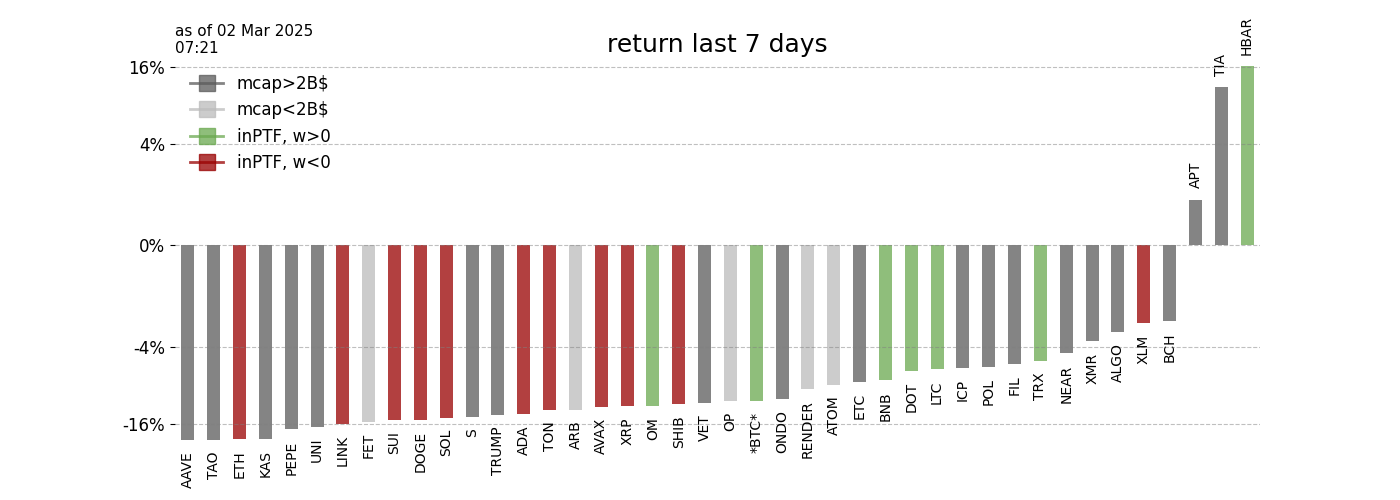 as of 02 Mar 2025
07:21
return last 7 days
16%
4%
0%
-4%
-16%
mcap>2B$
mcap<2B$
inPTF, w>0
inPTF, w<0
AAVE
TAO
ETH
KAS
PEPE
UNI
LINK
FET
SUI
DOGE
SOL
S
TRUMP
ADA
TON
ARB
AVAX
XRP
OM
SHIB
VET
OP
*BTC*
ONDO
RENDER
ATOM
ETC
BNB
DOT
LTC
ICP
POL
FIL
TRX
NEAR
XMR
ALGO
XLM
BCH
APT
TIA
HBAR